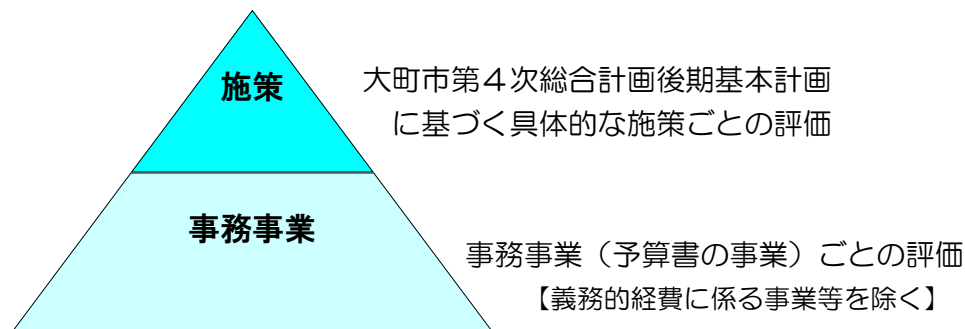 施策
大町市第４次総合計画後期基本計画
に基づく具体的な施策ごとの評価
事務事業
事務事業（予算書の事業）ごとの評価
【義務的経費に係る事業等を除く】